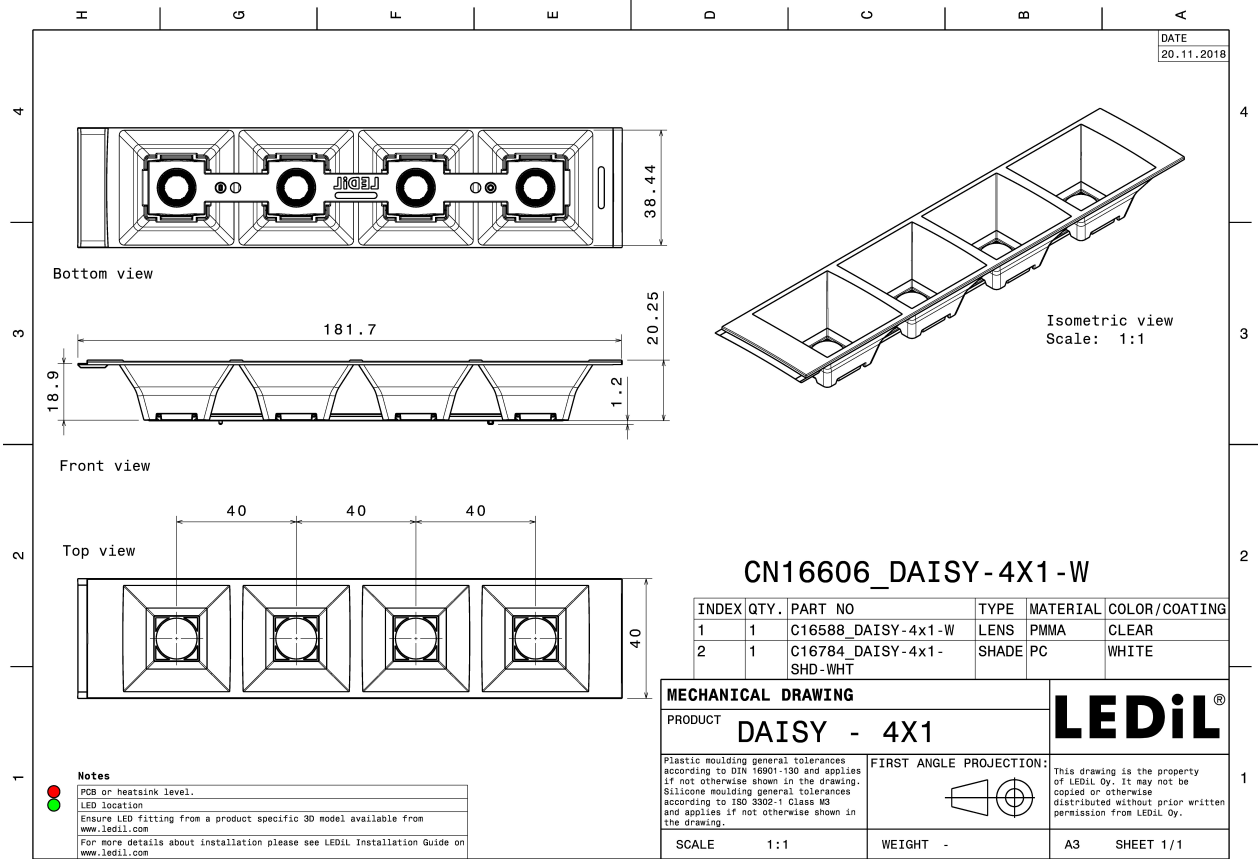 H G F E D C B A
DATE
20.11.2018
4
4
38.44
LEDiL
Bottom view
3
3
181.7
20.25
18.9
1.2
Isometric view
Scale: 1:1
Front view
40 40 40
2
2
Top view
40
CN16606_DAISY-4X1-W
INDEX QTY. PART NO TYPE MATERIAL COLOR/COATING
1 1 C16588_DAISY-4x1-W LENS PMMA CLEAR
2 1 C16784_DAISY-4x1- SHADE PC WHITE
SHD-WHT
MECHANICAL DRAWING
PRODUCT DAISY - 4X1
LEDiL®
Plastic moulding general tolerances
according to DIN 16901-130 and applies
if not otherwise shown in the drawing.
Silicone moulding general tolerances
according to ISO 3302-1 Class M3
and applies if not otherwise shown in
the drawing.
FIRST ANGLE PROJECTION:
This drawing is the property
of LEDiL Oy. It may not be
copied or otherwise
distributed without prior written
permission from LEDiL Oy.
SCALE 1:1 WEIGHT - A3 SHEET 1/1
1
1
Notes
PCB or heatsink level.
LED location
Ensure LED fitting from a product specific 3D model available from
www.ledil.com
For more details about installation please see LEDiL Installation Guide on
www.ledil.com